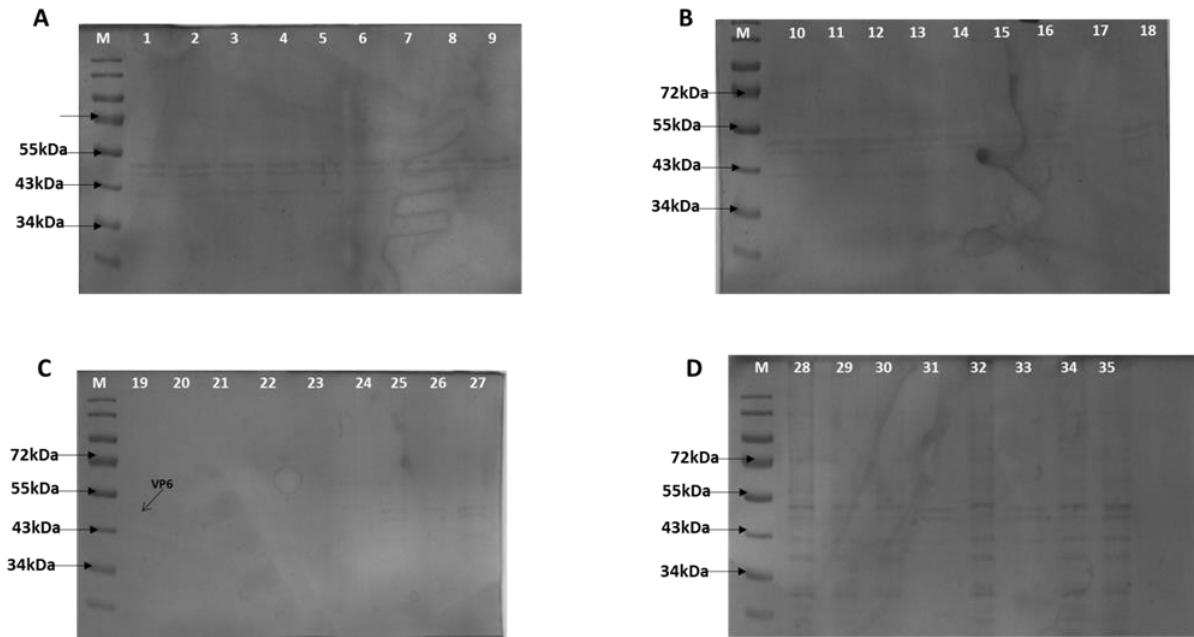 A
M 1 2 3 4 5 6 7 8 9
55kDa
43kDa
34kDa
B
M 10 11 12 13 14 15 16 17 18
72kDa
55kDa
43kDa
34kDa
C
M 19 20 21 22 23 24 25 26 27
72kDa
VP6
55kDa
43kDa
34kDa
D
M 28 29 30 31 32 33 34 35
72kDa
55kDa
43kDa
34kDa